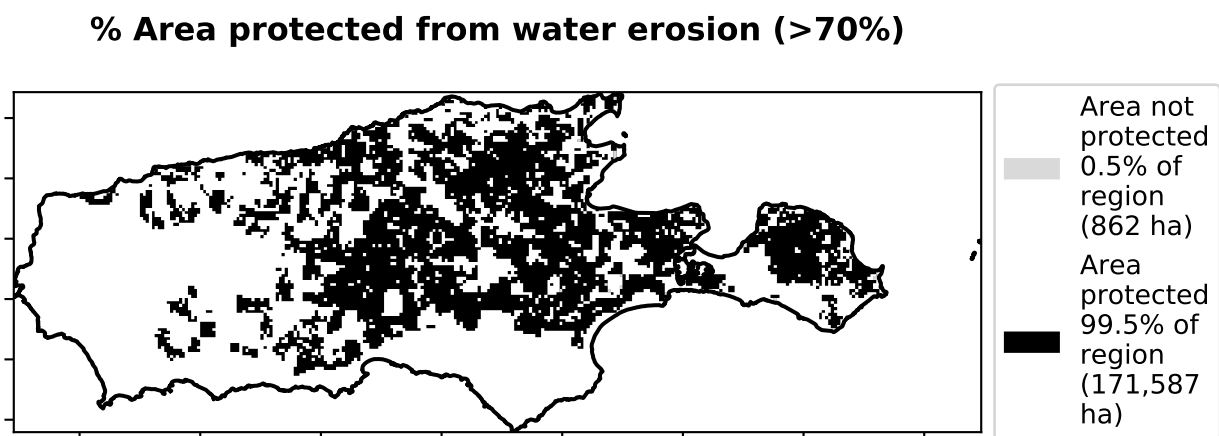 % Area protected from water erosion (>70%)
Area not
protected
0.5% of
region
(862 ha)
Area
protected
99.5% of
region
(171,587
ha)